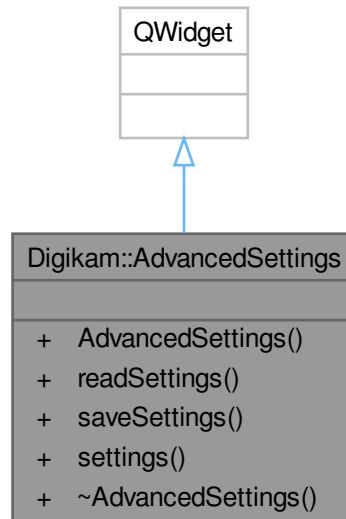 QWidget
Digikam::AdvancedSettings
+ AdvancedSettings()
+ readSettings()
+ saveSettings()
+ settings()
+ ~AdvancedSettings()